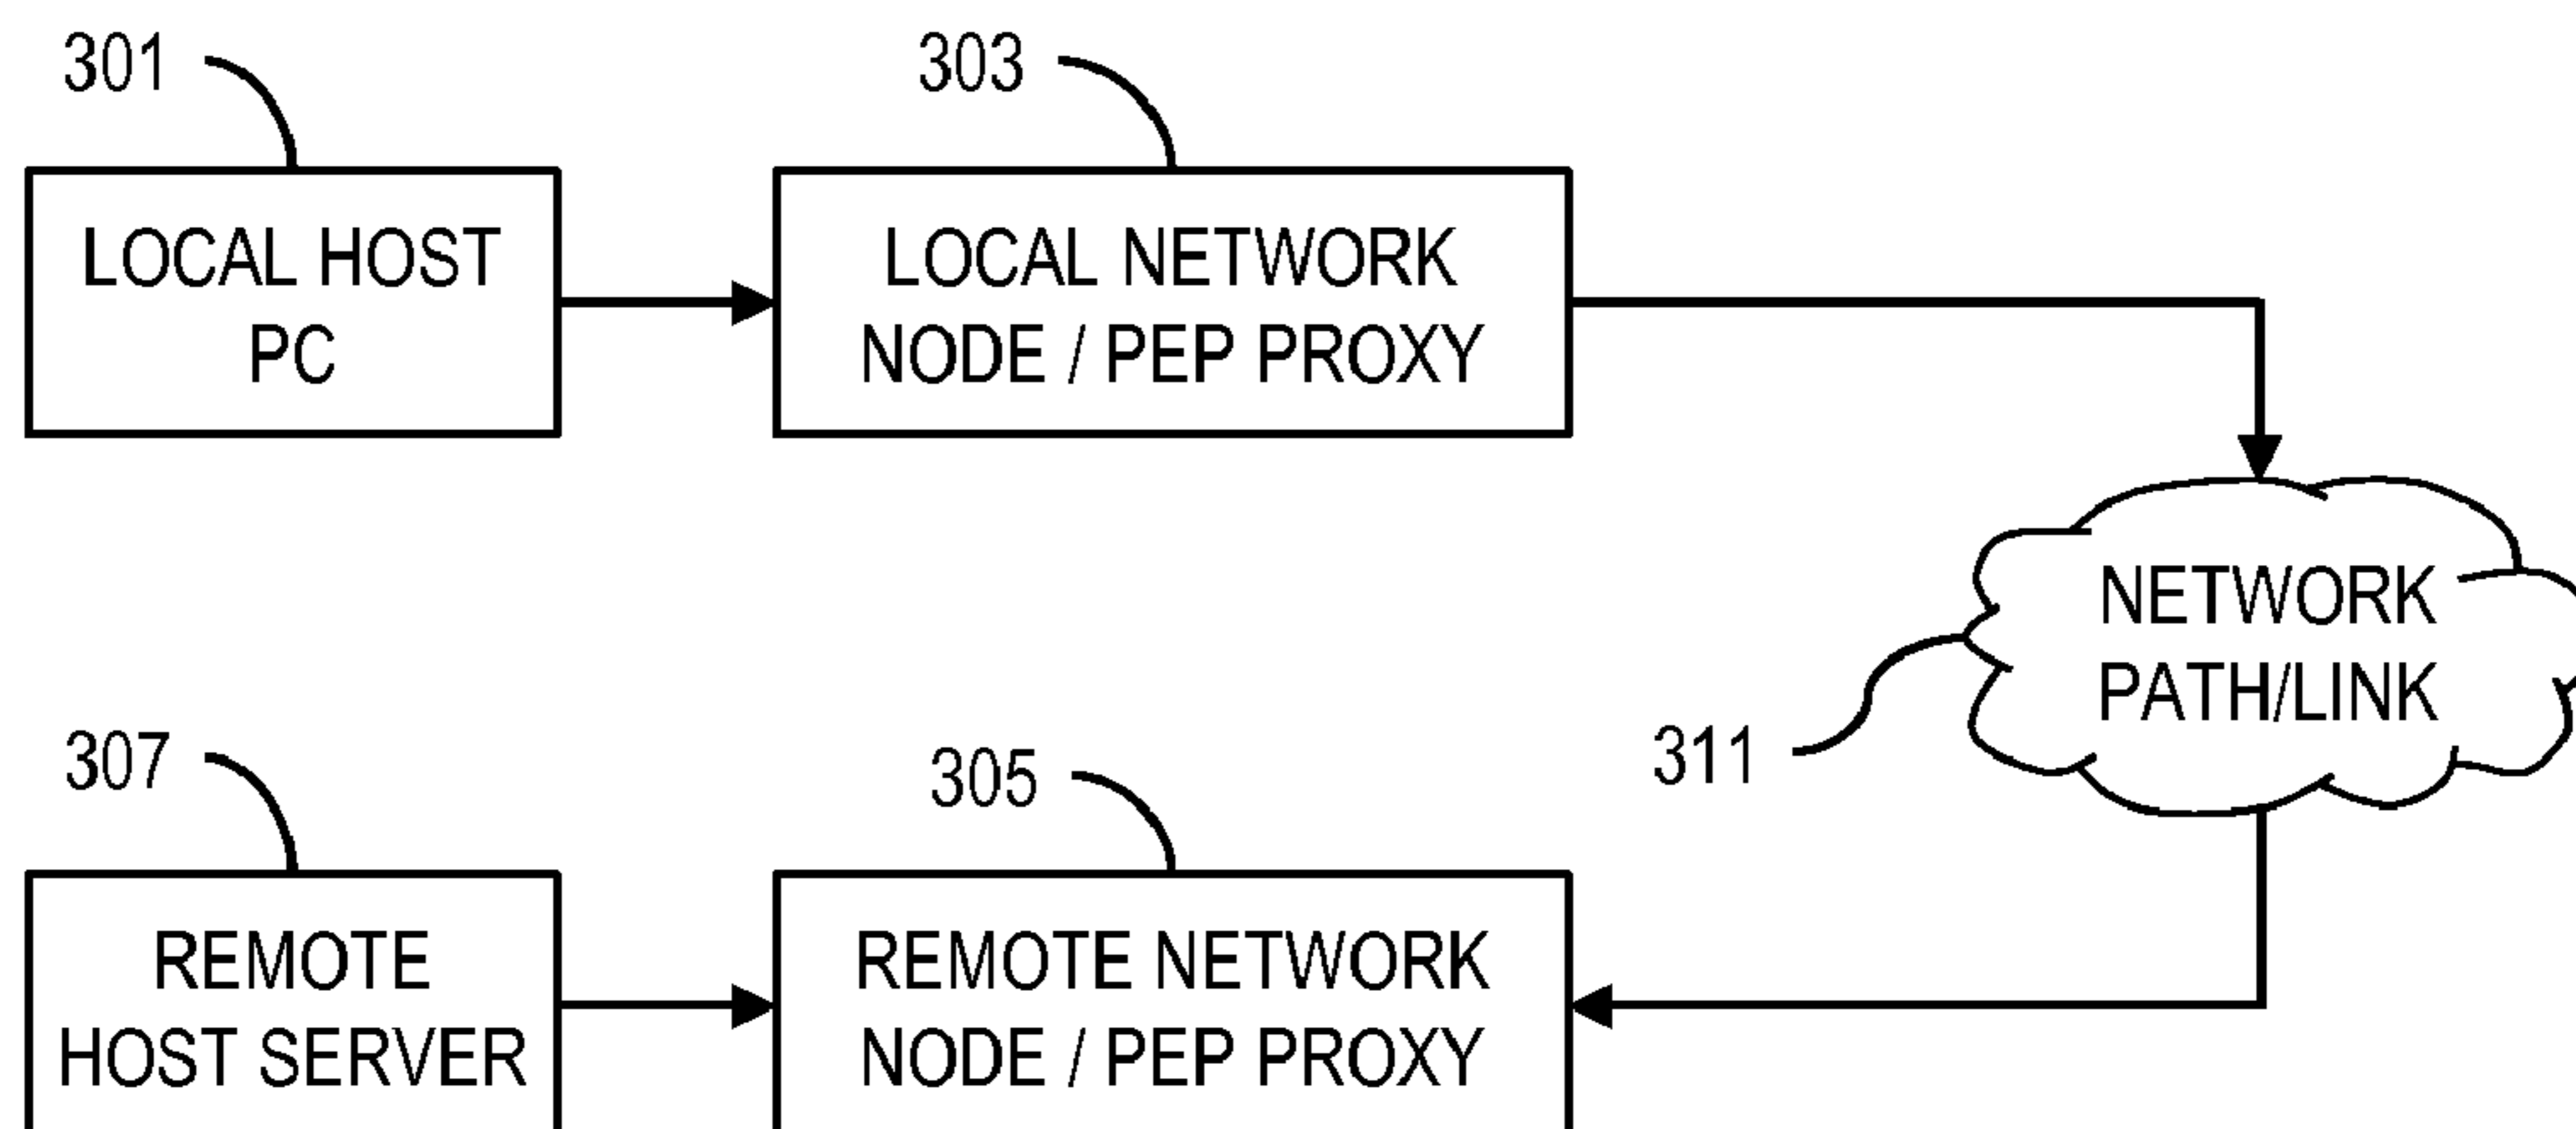 301
303
LOCAL HOST
PC
LOCAL NETWORK
NODE / PEP PROXY
NETWORK
PATH/LINK
311
307
305
REMOTE
HOST SERVER
REMOTE NETWORK
NODE / PEP PROXY